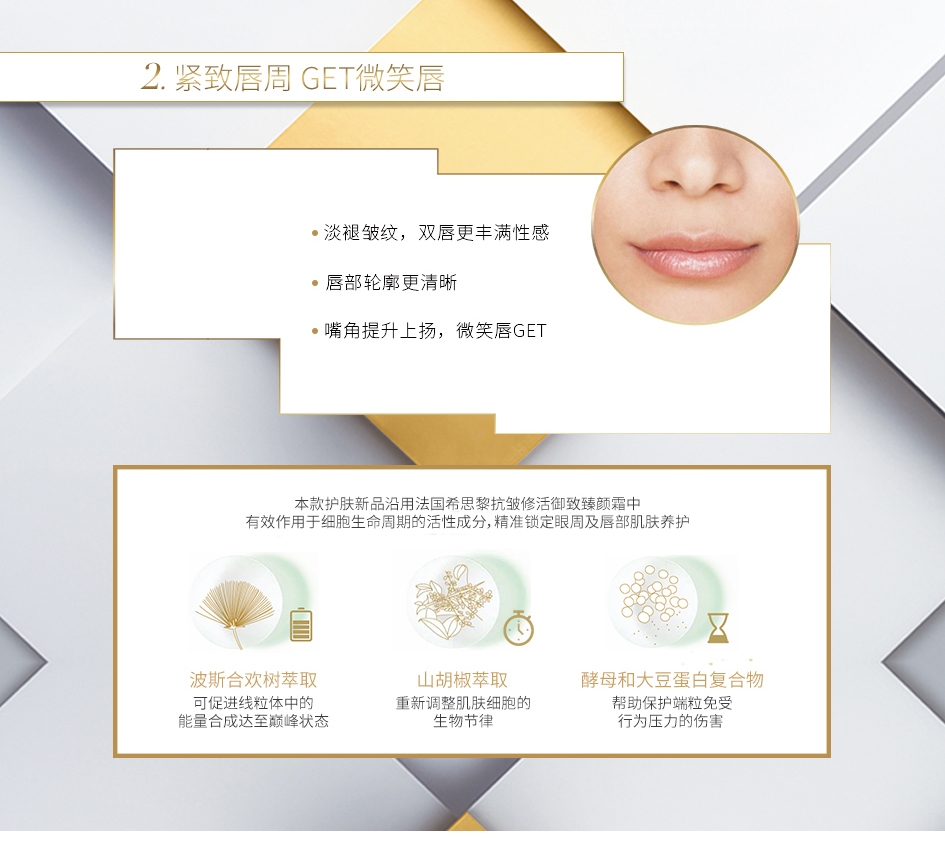 2. 紧致唇周 GET微笑唇
• 淡褪皱纹，双唇更丰满性感
• 唇部轮廓更清晰
• 嘴角提升上扬，微笑唇GET
本款护肤新品沿用法国希思黎抗皱修活御致臻颜霜中
有效作用于细胞生命周期的活性成分,精准锁定眼周及唇部肌肤养护
波斯合欢树萃取
可促进线粒体中的
能量合成达至巅峰状态
山胡椒萃取
重新调整肌肤细胞的
生物节律
酵母和大豆蛋白复合物
帮助保护端粒免受
行为压力的伤害